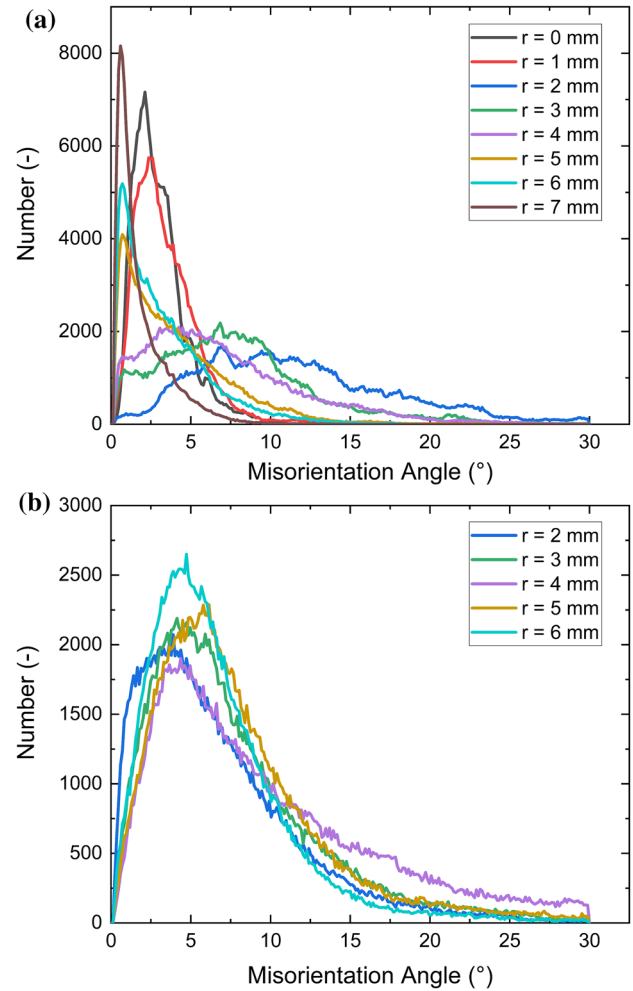 (a)
r = 0 mm
r = 1 mm
r = 2 mm
r = 3 mm
r = 4 mm
r = 5 mm
r = 6 mm
r = 7 mm
8000
6000
4000
2000
0
Number (-)
0 5 10 15 20 25 30
Misorientation Angle (°)
(b)
r = 2 mm
r = 3 mm
r = 4 mm
r = 5 mm
r = 6 mm
3000
2500
2000
1500
1000
500
0
Number (-)
0 5 10 15 20 25 30
Misorientation Angle (°)